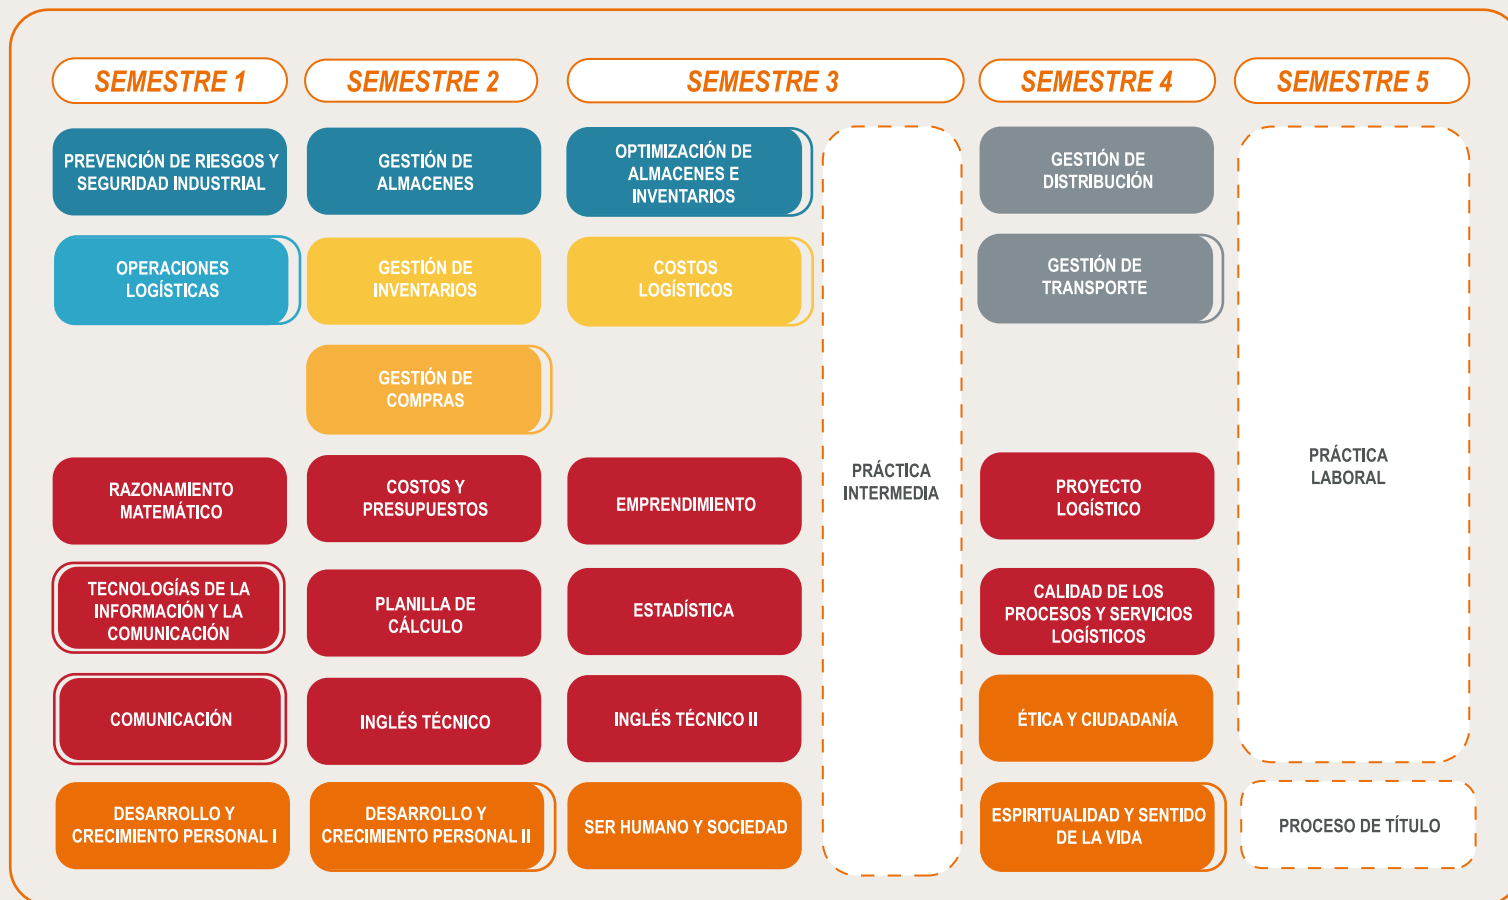 SEMESTRE 1
SEMESTRE 2
SEMESTRE 3
SEMESTRE 4
SEMESTRE 5
PREVENCIÓN DE RIESGOS Y
SEGURIDAD INDUSTRIAL
GESTIÓN DE
ALMACENES
OPTIMIZACIÓN DE
ALMACENES E
INVENTARIOS
GESTIÓN DE
DISTRIBUCIÓN
OPERACIONES
LOGÍSTICAS
GESTIÓN DE
INVENTARIOS
COSTOS
LOGÍSTICOS
GESTIÓN DE
TRANSPORTE
GESTIÓN DE
COMPRAS
PRÁCTICA
INTERMEDIA
PRÁCTICA
LABORAL
RAZONAMIENTO
MATEMÁTICO
COSTOS Y
PRESUPUESTOS
EMPRENDIMIENTO
PROYECTO
LOGÍSTICO
TECNOLOGÍAS DE LA
INFORMACIÓN Y LA
COMUNICACIÓN
PLANILLA DE
CÁLCULO
ESTADÍSTICA
CALIDAD DE LOS
PROCESOS Y SERVICIOS
LOGÍSTICOS
COMUNICACIÓN
INGLÉS TÉCNICO
INGLÉS TÉCNICO II
ÉTICA Y CIUDADANÍA
DESARROLLO Y
CRECIMIENTO PERSONAL I
DESARROLLO Y
CRECIMIENTO PERSONAL II
SER HUMANO Y SOCIEDAD
ESPIRITUALIDAD Y SENTIDO
DE LA VIDA
PROCESO DE TÍTULO